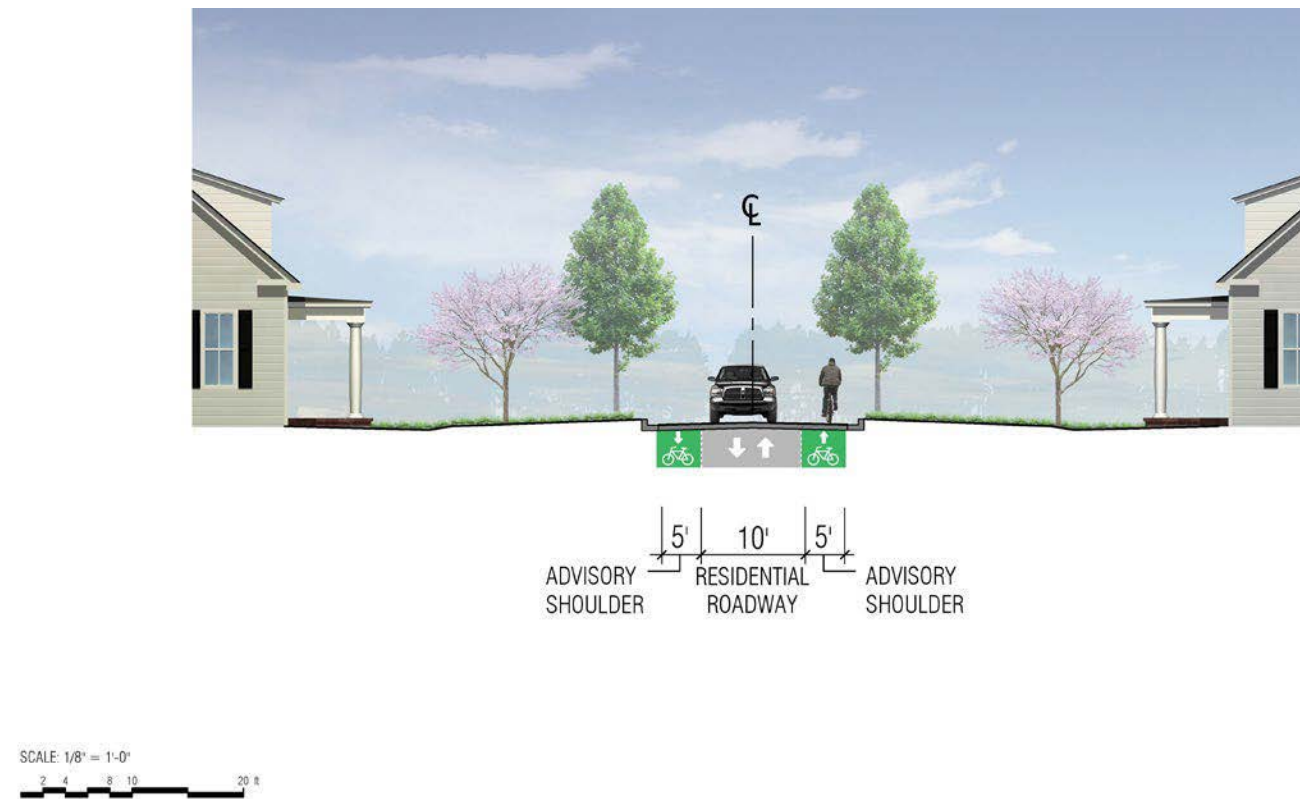 ℄
5' 10' 5'
ADVISORY SHOULDER
RESIDENTIAL ROADWAY
ADVISORY SHOULDER
SCALE: 1/8" = 1'-0"
2 4 8 10 20 ft